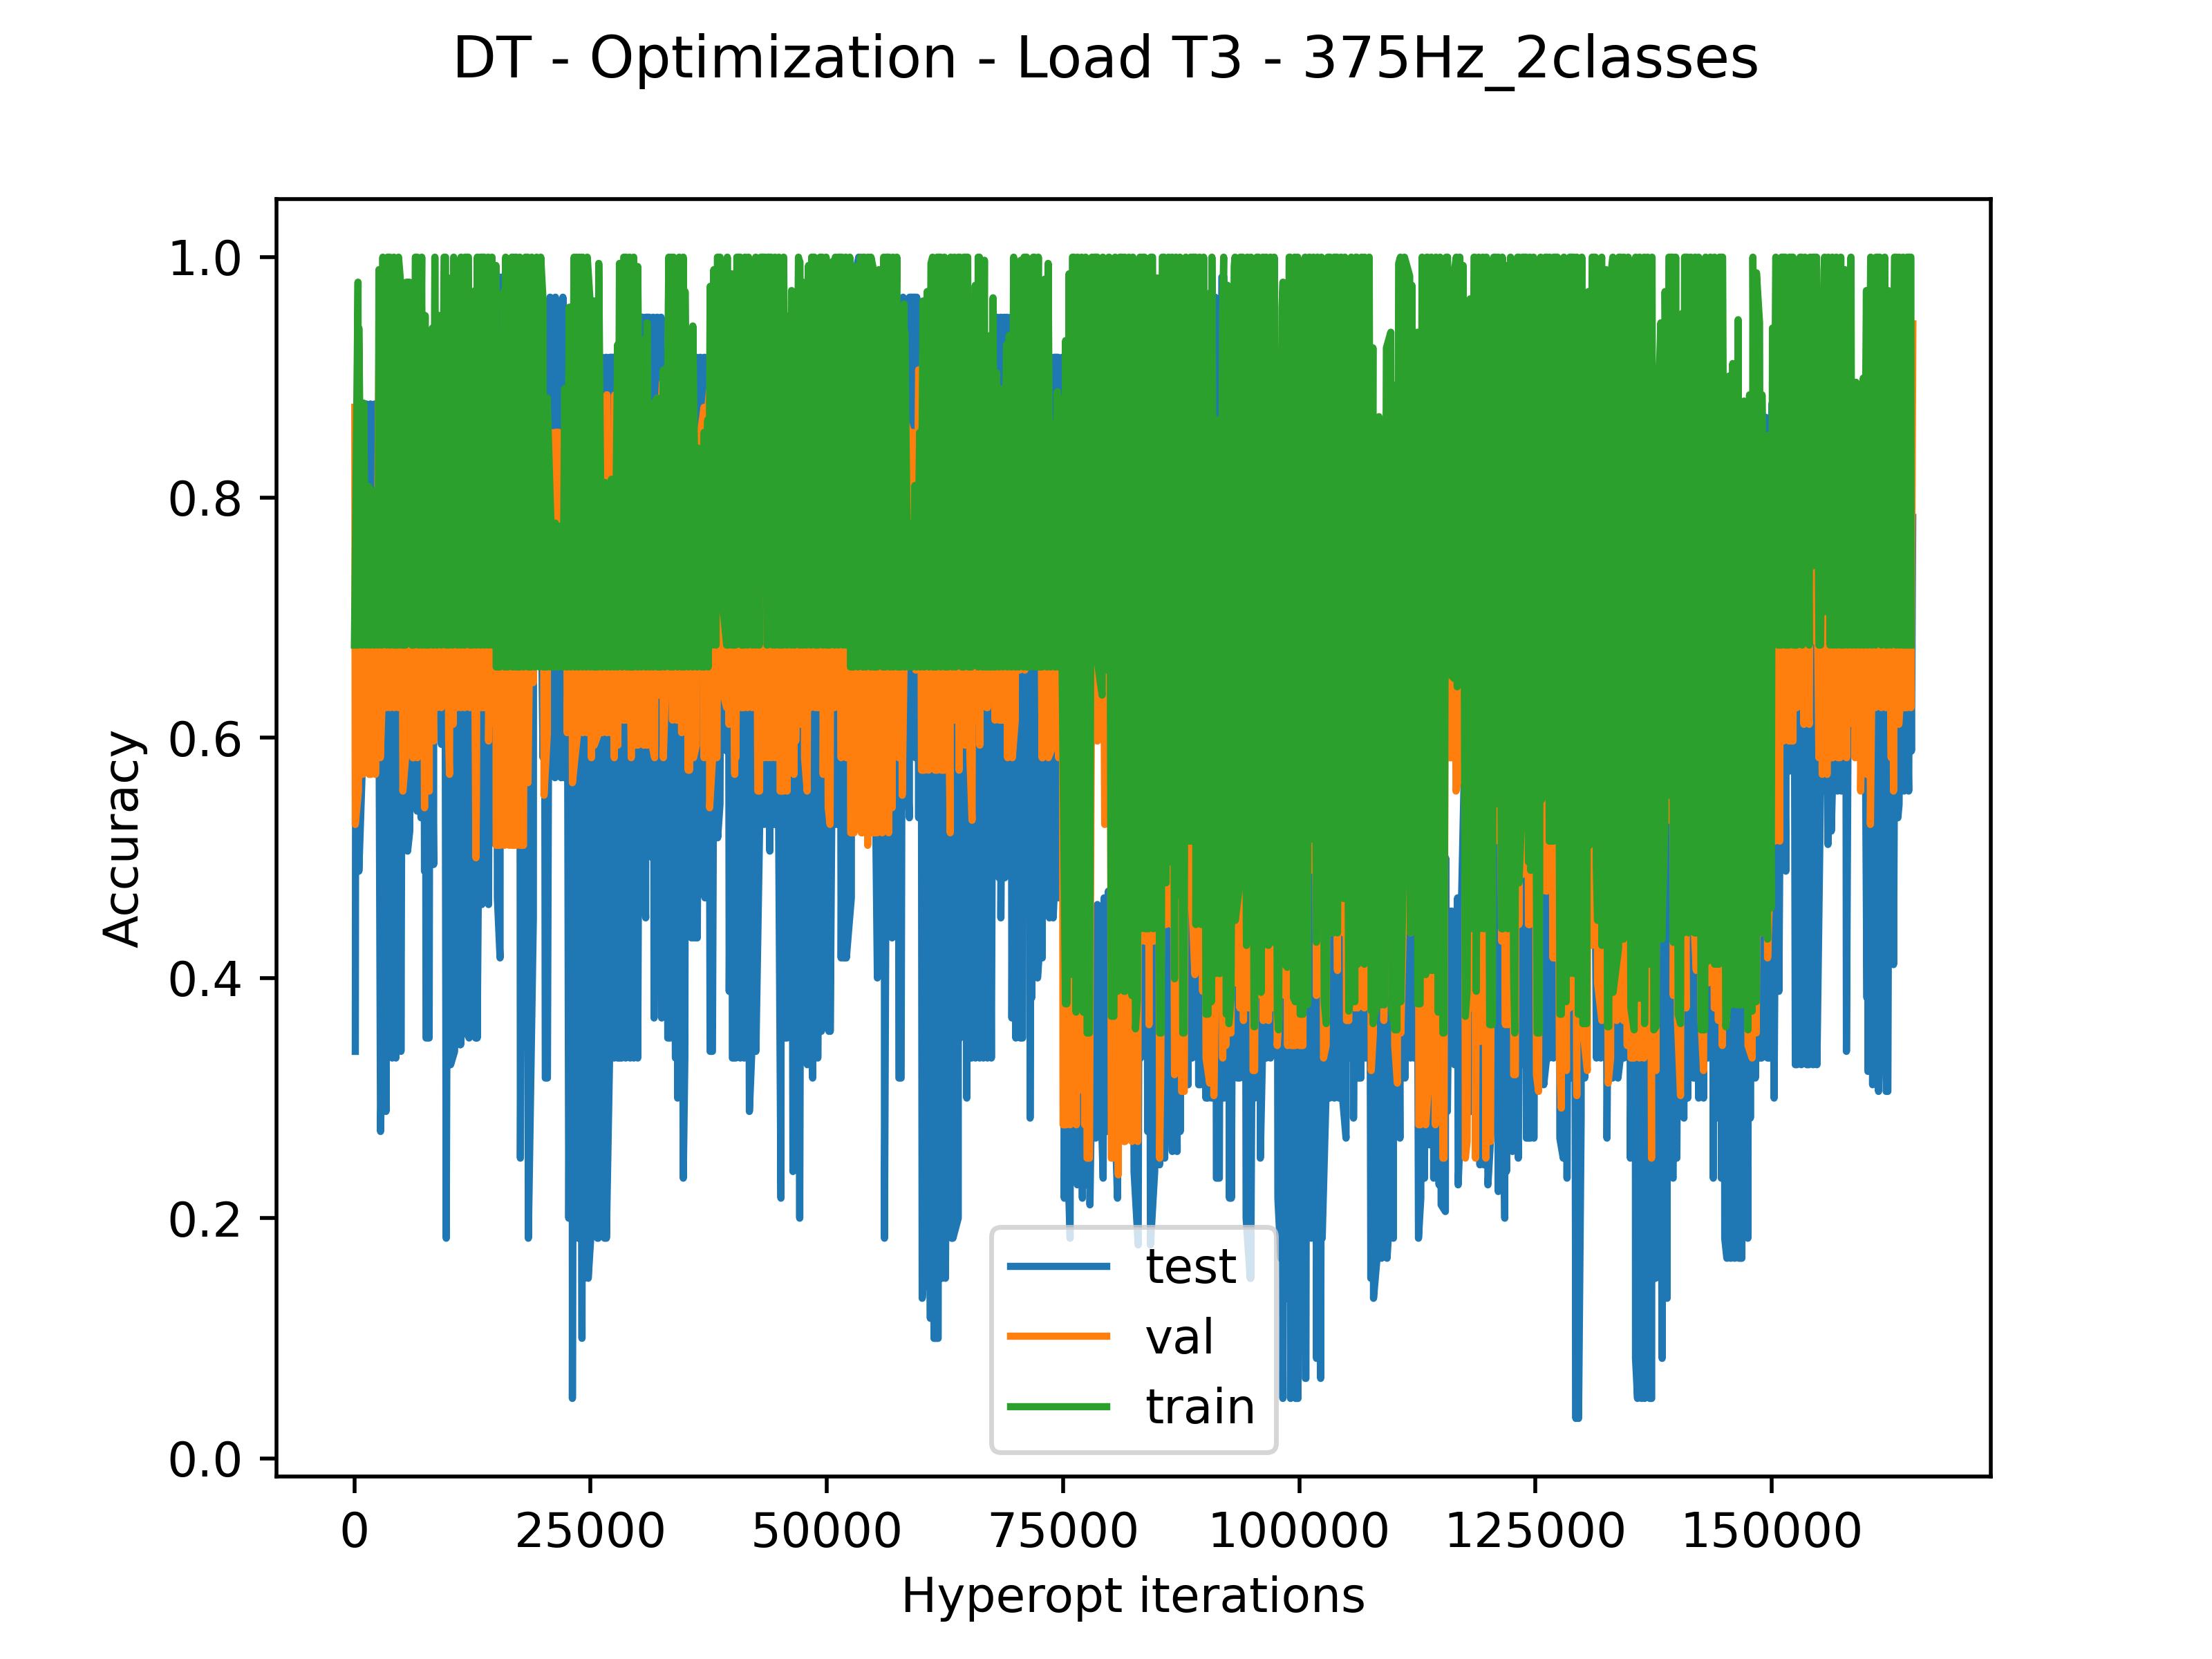 DT - Optimization - Load T3 - 375Hz_2classes
1.0
0.8
0.6
0.4
0.2
0.0
Accuracy
test
val
train
0 25000 50000 75000 100000 125000 150000
Hyperopt iterations